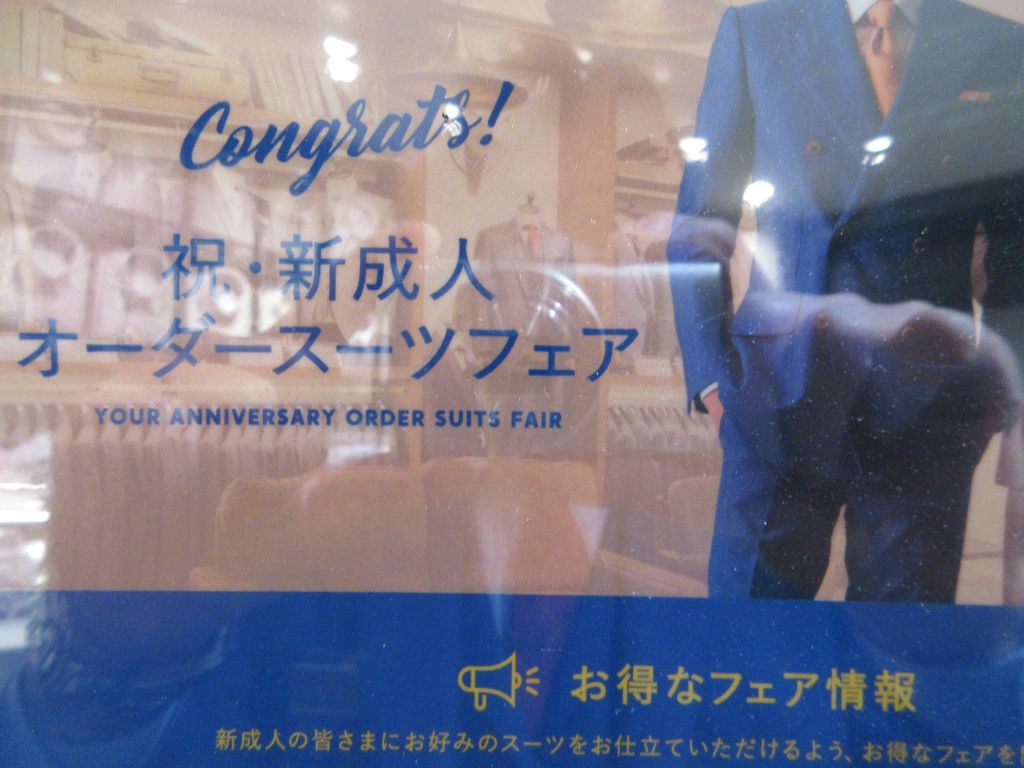 Congrats!
祝・新成人
オーダースーツフェア
YOUR ANNIVERSARY ORDER SUITS FAIR
お得なフェア情報
新成人の皆さまにお好みのスーツをお仕立ていただけるよう、お得なフェアを